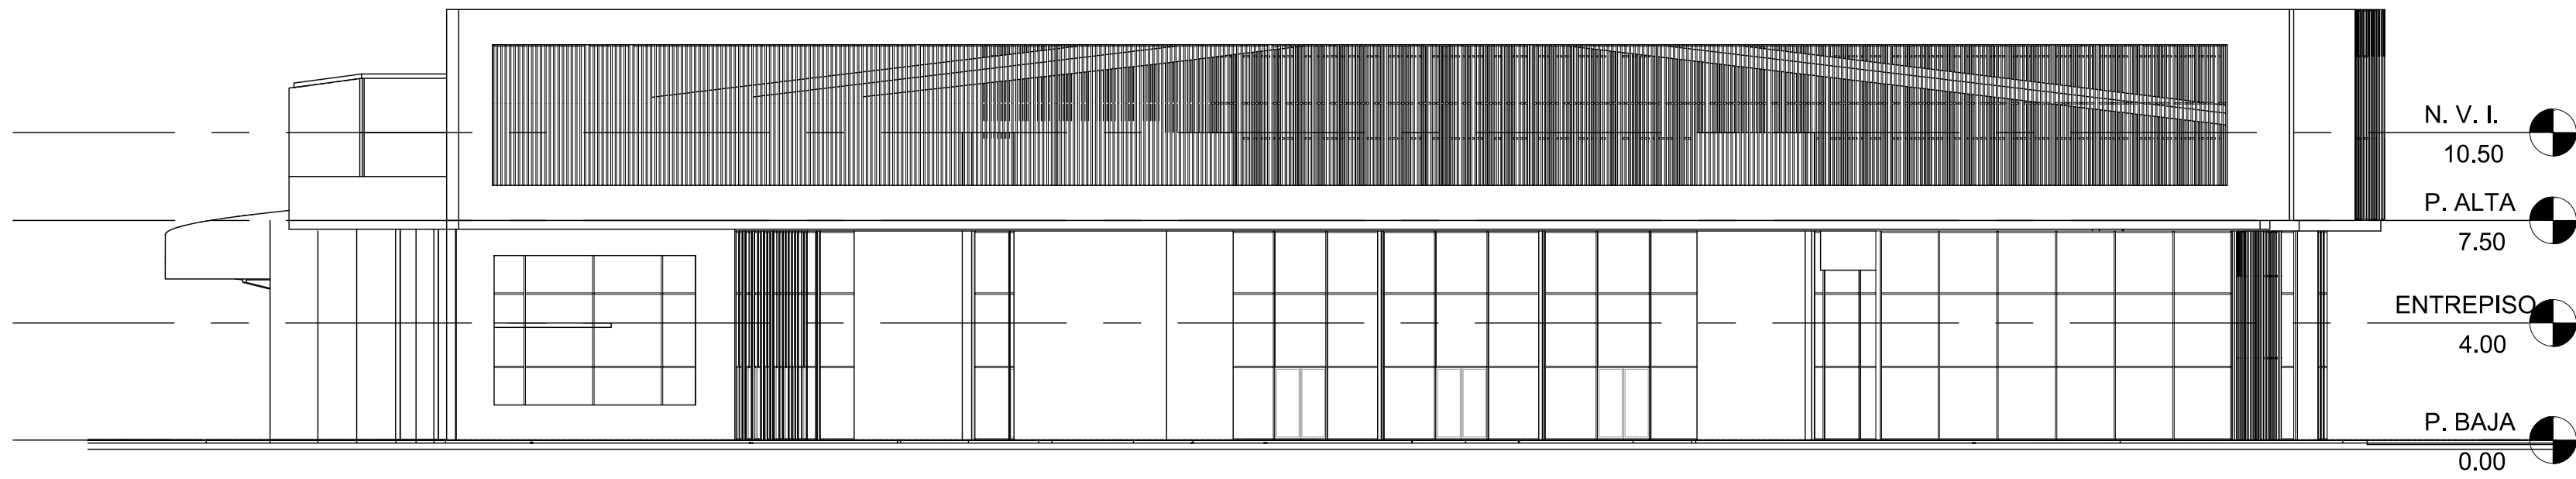 N. V. I.
10.50
P. ALTA
7.50
ENTREPISO
4.00
P. BAJA
0.00